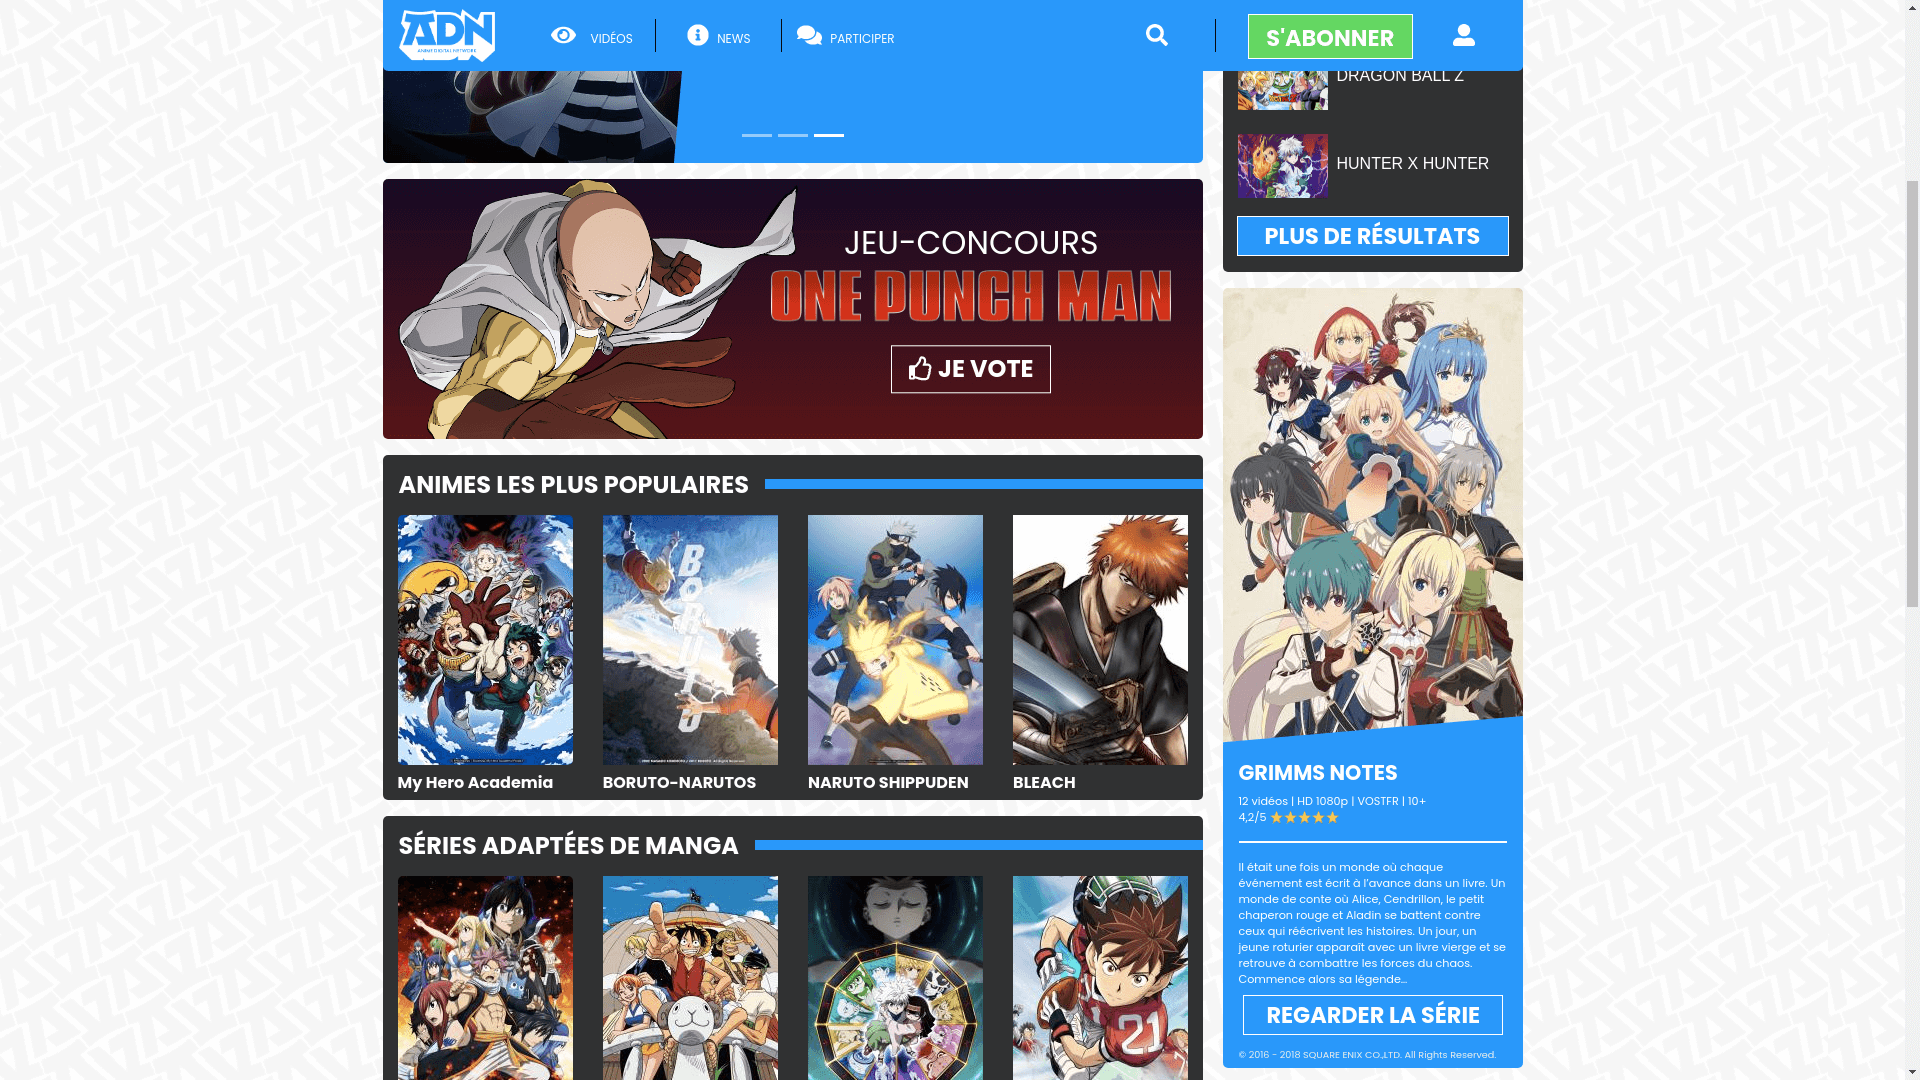 ADN
ANIME DIGITAL NETWORK
VIDÉOS
NEWS
PARTICIPER
S'ABONNER
DRAGON BALL Z
HUNTER X HUNTER
PLUS DE RÉSULTATS
JEU-CONCOURS
ONE PUNCH MAN
JE VOTE
ANIMES LES PLUS POPULAIRES
BORUTO
My Hero Academia
BORUTO-NARUTOS
NARUTO SHIPPUDEN
BLEACH
SÉRIES ADAPTÉES DE MANGA
21
GRIMMS NOTES
12 vidéos | HD 1080p | VOSTFR | 10+
4,2/5 ★★★★★
Il était une fois un monde où chaque
événement est écrit à l'avance dans un livre. Un
monde de conte où Alice, Cendrillon, le petit
chaperon rouge et Aladin se battent contre
ceux qui réécrivent les histoires. Un jour, un
jeune roturier apparaît avec un livre vierge et se
retrouve à combattre les forces du chaos.
Commence alors sa légende...
REGARDER LA SÉRIE
© 2016 - 2018 SQUARE ENIX CO.,LTD. All Rights Reserved.